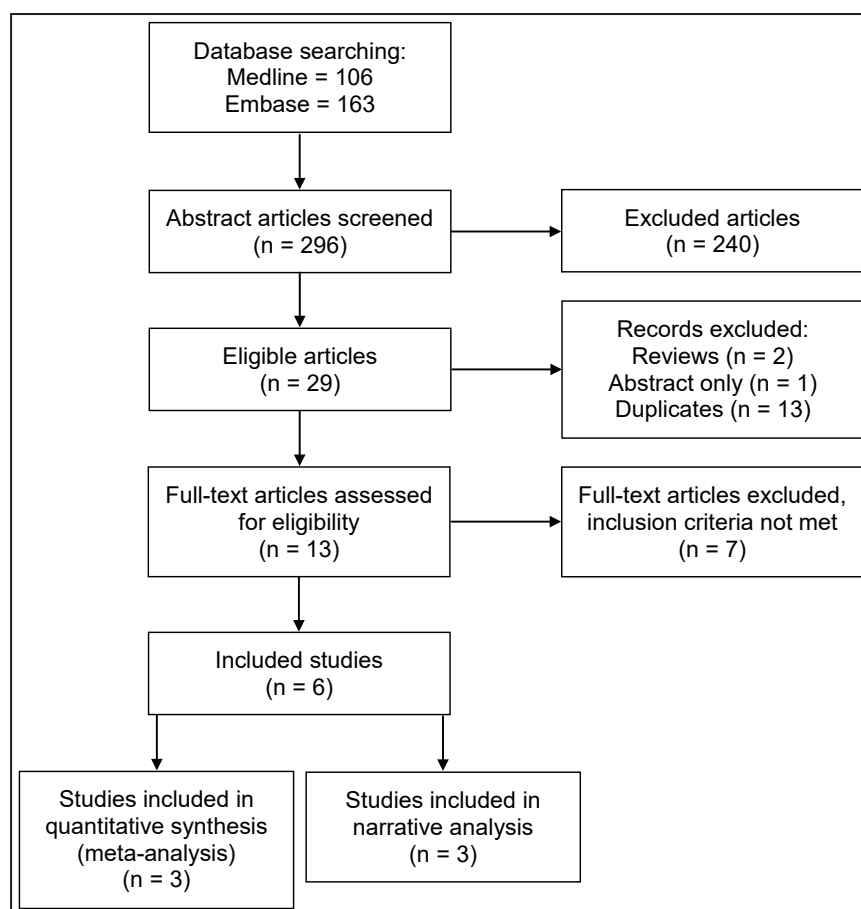 Database searching:
Medline = 106
Embase = 163
Abstract articles screened
(n = 296)
Excluded articles
(n = 240)
Eligible articles
(n = 29)
Records excluded:
Reviews (n = 2)
Abstract only (n = 1)
Duplicates (n = 13)
Full-text articles assessed
for eligibility
(n = 13)
Full-text articles excluded,
inclusion criteria not met
(n = 7)
Included studies
(n = 6)
Studies included in
quantitative synthesis
(meta-analysis)
(n = 3)
Studies included in
narrative analysis
(n = 3)